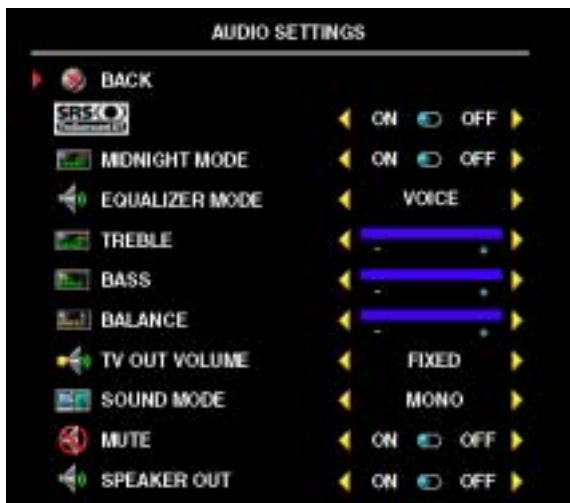 AUDIO SETTINGS
BACK
SRS ON OFF
MIDNIGHT MODE ON OFF
EQUALIZER MODE VOICE
TREBLE - +
BASS - +
BALANCE - +
TV OUT VOLUME FIXED
SOUND MODE MONO
MUTE ON OFF
SPEAKER OUT ON OFF